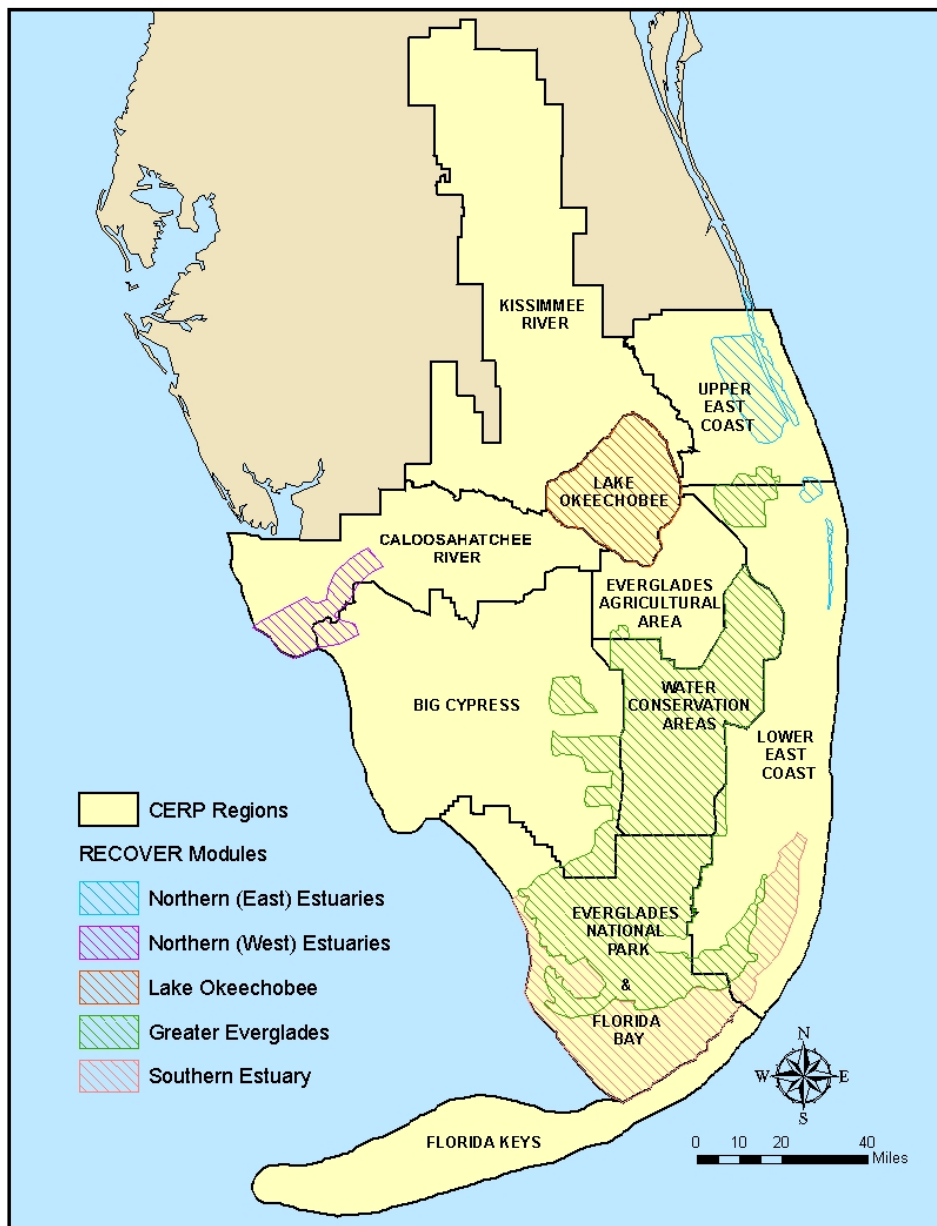 KISSIMMEE
RIVER
UPPER
EAST
COAST
LAKE
OKEECHOBEE
CALOOSAHATCHEE
RIVER
EVERGLADES
AGRICULTURAL
AREA
BIG CYPRESS
WATER
CONSERVATION
AREAS
LOWER
EAST
COAST
CERP Regions
RECOVER Modules
Northern (East) Estuaries
Northern (West) Estuaries
Lake Okeechobee
Greater Everglades
Southern Estuary
EVERGLADES
NATIONAL
PARK
&
FLORIDA
BAY
N
W E
S
FLORIDA KEYS
0 10 20 40
Miles